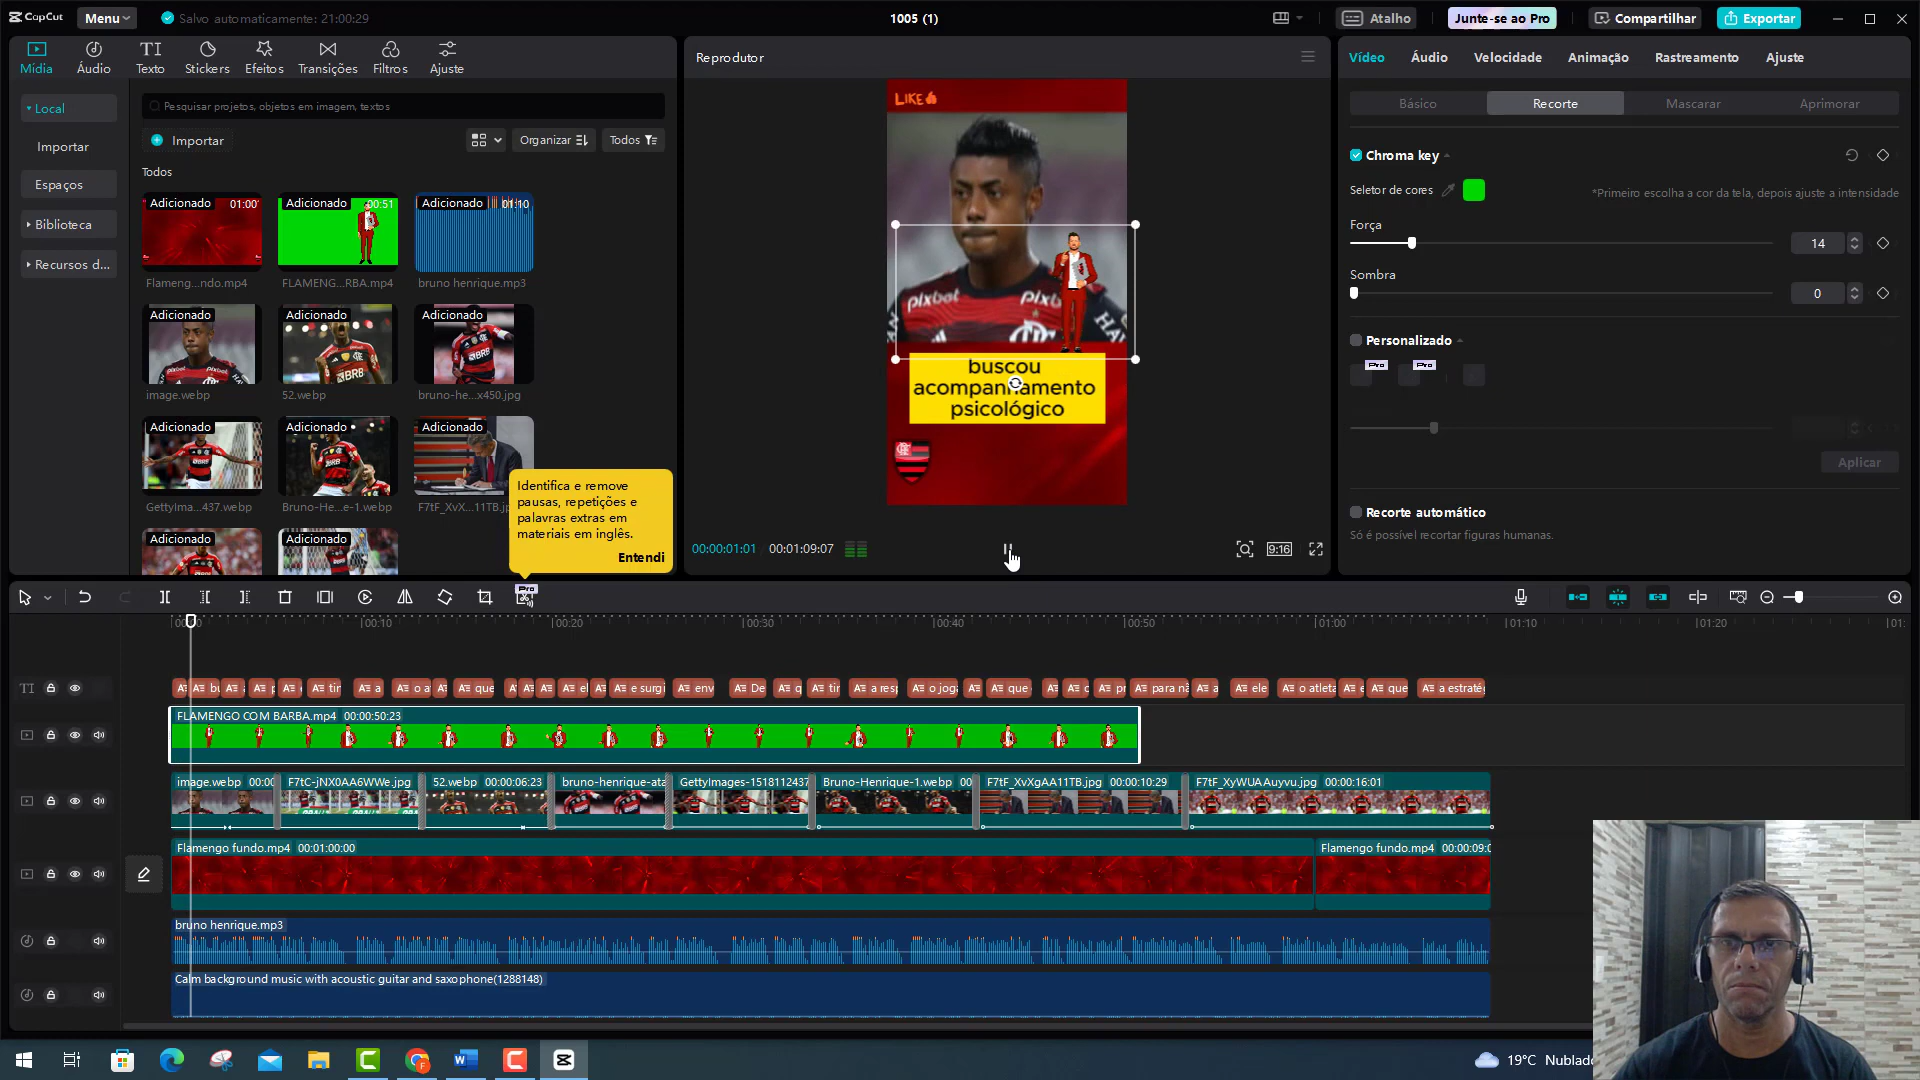 CapCut
Menu
Salvo automaticamente: 21:00:29
1005 (1)
Atalho
Junte-se ao Pro
Compartilhar
Exportar
Mídia
Áudio
TI
Texto
Stickers
Efeitos
Transições
Filtros
Ajuste
Local
Importar
Espaços
Biblioteca
Recursos d...
Pesquisar projetos, objetos em imagem, textos
Importar
Organizar
Todos
Todos
Adicionado 01:00
Flameng...ndo.mp4
Adicionado 00:51
FLAMENG...RBA.mp4
Adicionado 01:10
bruno henrique.mp3
Adicionado
image.webp
Adicionado
52.webp
Adicionado
bruno-he...x450.jpg
Adicionado
GettyIma...437.webp
Adicionado
Bruno-He...e-1.webp
Adicionado
F7tF_XvX...11TB.jp
Adicionado
Adicionado
Identifica e remove
pausas, repetições e
palavras extras em
materiais em inglês.
Entendi
Reprodutor
LIKE
pixbet
buscou
acompanhamento
psicológico
00:00:01:01
00:01:09:07
9:16
Vídeo
Áudio
Velocidade
Animação
Rastreamento
Ajuste
Básico
Recorte
Mascarar
Aprimorar
Chroma key
Seletor de cores
*Primeiro escolha a cor da tela, depois ajuste a intensidade
Força
14
Sombra
0
Personalizado
Pro
Pro
Aplicar
Recorte automático
Só é possível recortar figuras humanas.
Pro
00:10
00:20
00:30
00:40
00:50
01:00
01:10
01:20
TI
FLAMENGO COM BARBA.mp4 00:00:50:23
image.webp
F7tC-jNX0AA6WWe.jpg
52.webp 00:00:06:23
bruno-henrique-ata
GettyImages-1518112437
Bruno-Henrique-1.webp 00
F7tF_XvXgAA11TB.jpg 00:00:10:29
F7tF_XyWUAAuyvu.jpg 00:00:16:01
Flamengo fundo.mp4 00:01:00:00
Flamengo fundo.mp4
bruno henrique.mp3
Calm background music with acoustic guitar and saxophone(1288148)
19°C